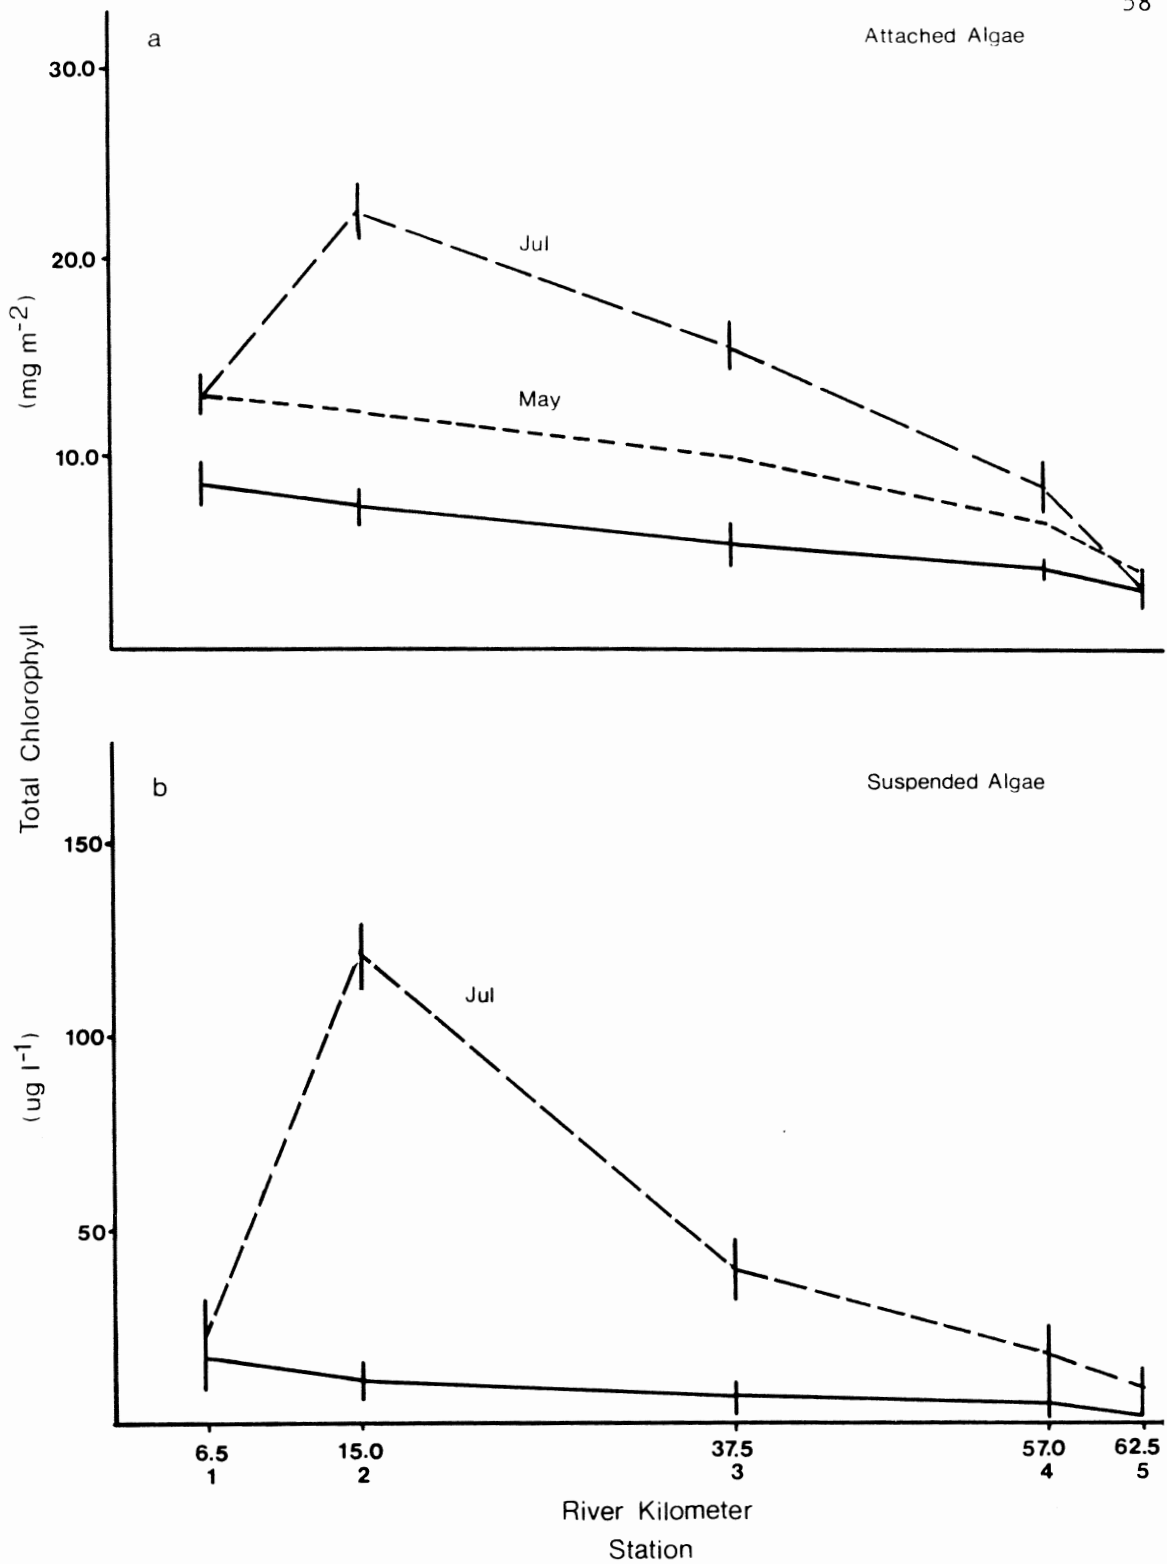 58
a
Attached Algae
30.0
20.0
10.0
(mg m⁻²)
Jul
May
Total Chlorophyll
b
Suspended Algae
150
100
50
(ug l⁻¹)
Jul
6.5 15.0 37.5 57.0 62.5
1 2 3 4 5
River Kilometer
Station